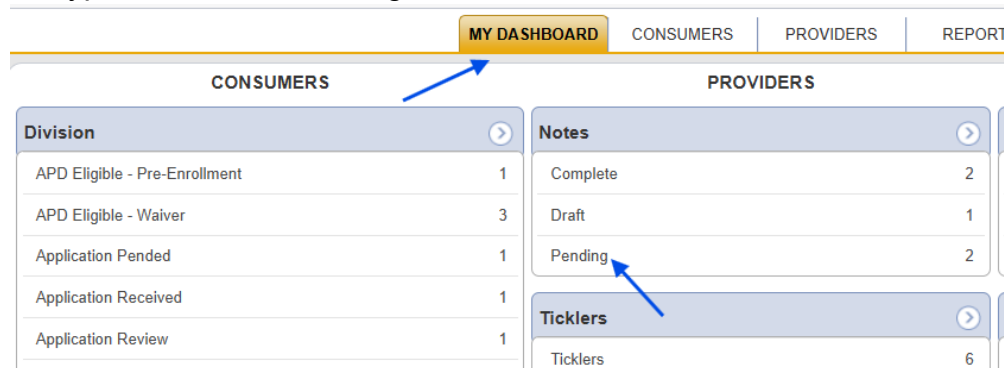 MY DASHBOARD CONSUMERS PROVIDERS REPORT
CONSUMERS PROVIDERS
Division
APD Eligible - Pre-Enrollment 1
APD Eligible - Waiver 3
Application Pended 1
Application Received 1
Application Review 1
Notes
Complete 2
Draft 1
Pending 2
Ticklers
Ticklers 6